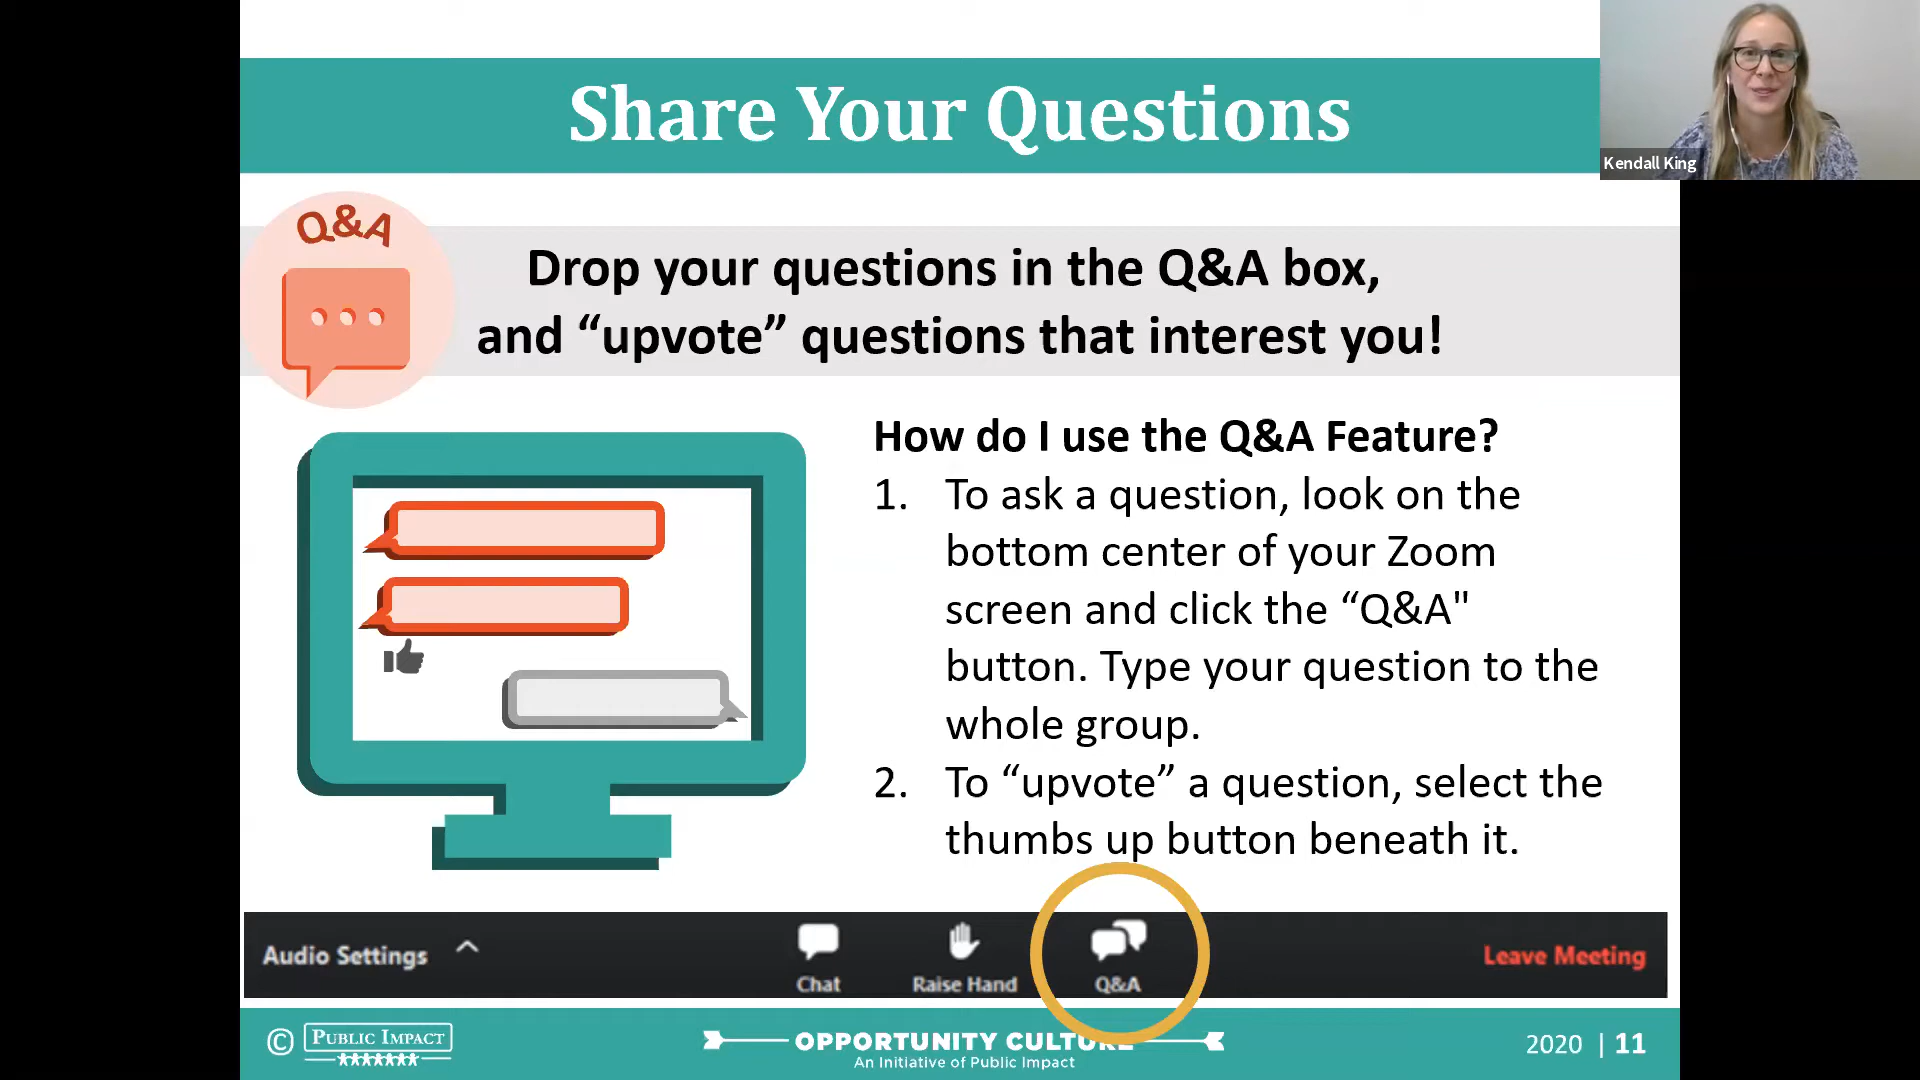 Share Your Questions
Kendall King
Q&A
Drop your questions in the Q&A box,
and “upvote” questions that interest you!
How do I use the Q&A Feature?
1. To ask a question, look on the
bottom center of your Zoom
screen and click the “Q&A"
button. Type your question to the
whole group.
2. To “upvote” a question, select the
thumbs up button beneath it.
Audio Settings
Chat
Raise Hand
Q&A
Leave Meeting
© PUBLIC IMPACT
OPPORTUNITY CULTURE
An Initiative of Public Impact
2020 | 11